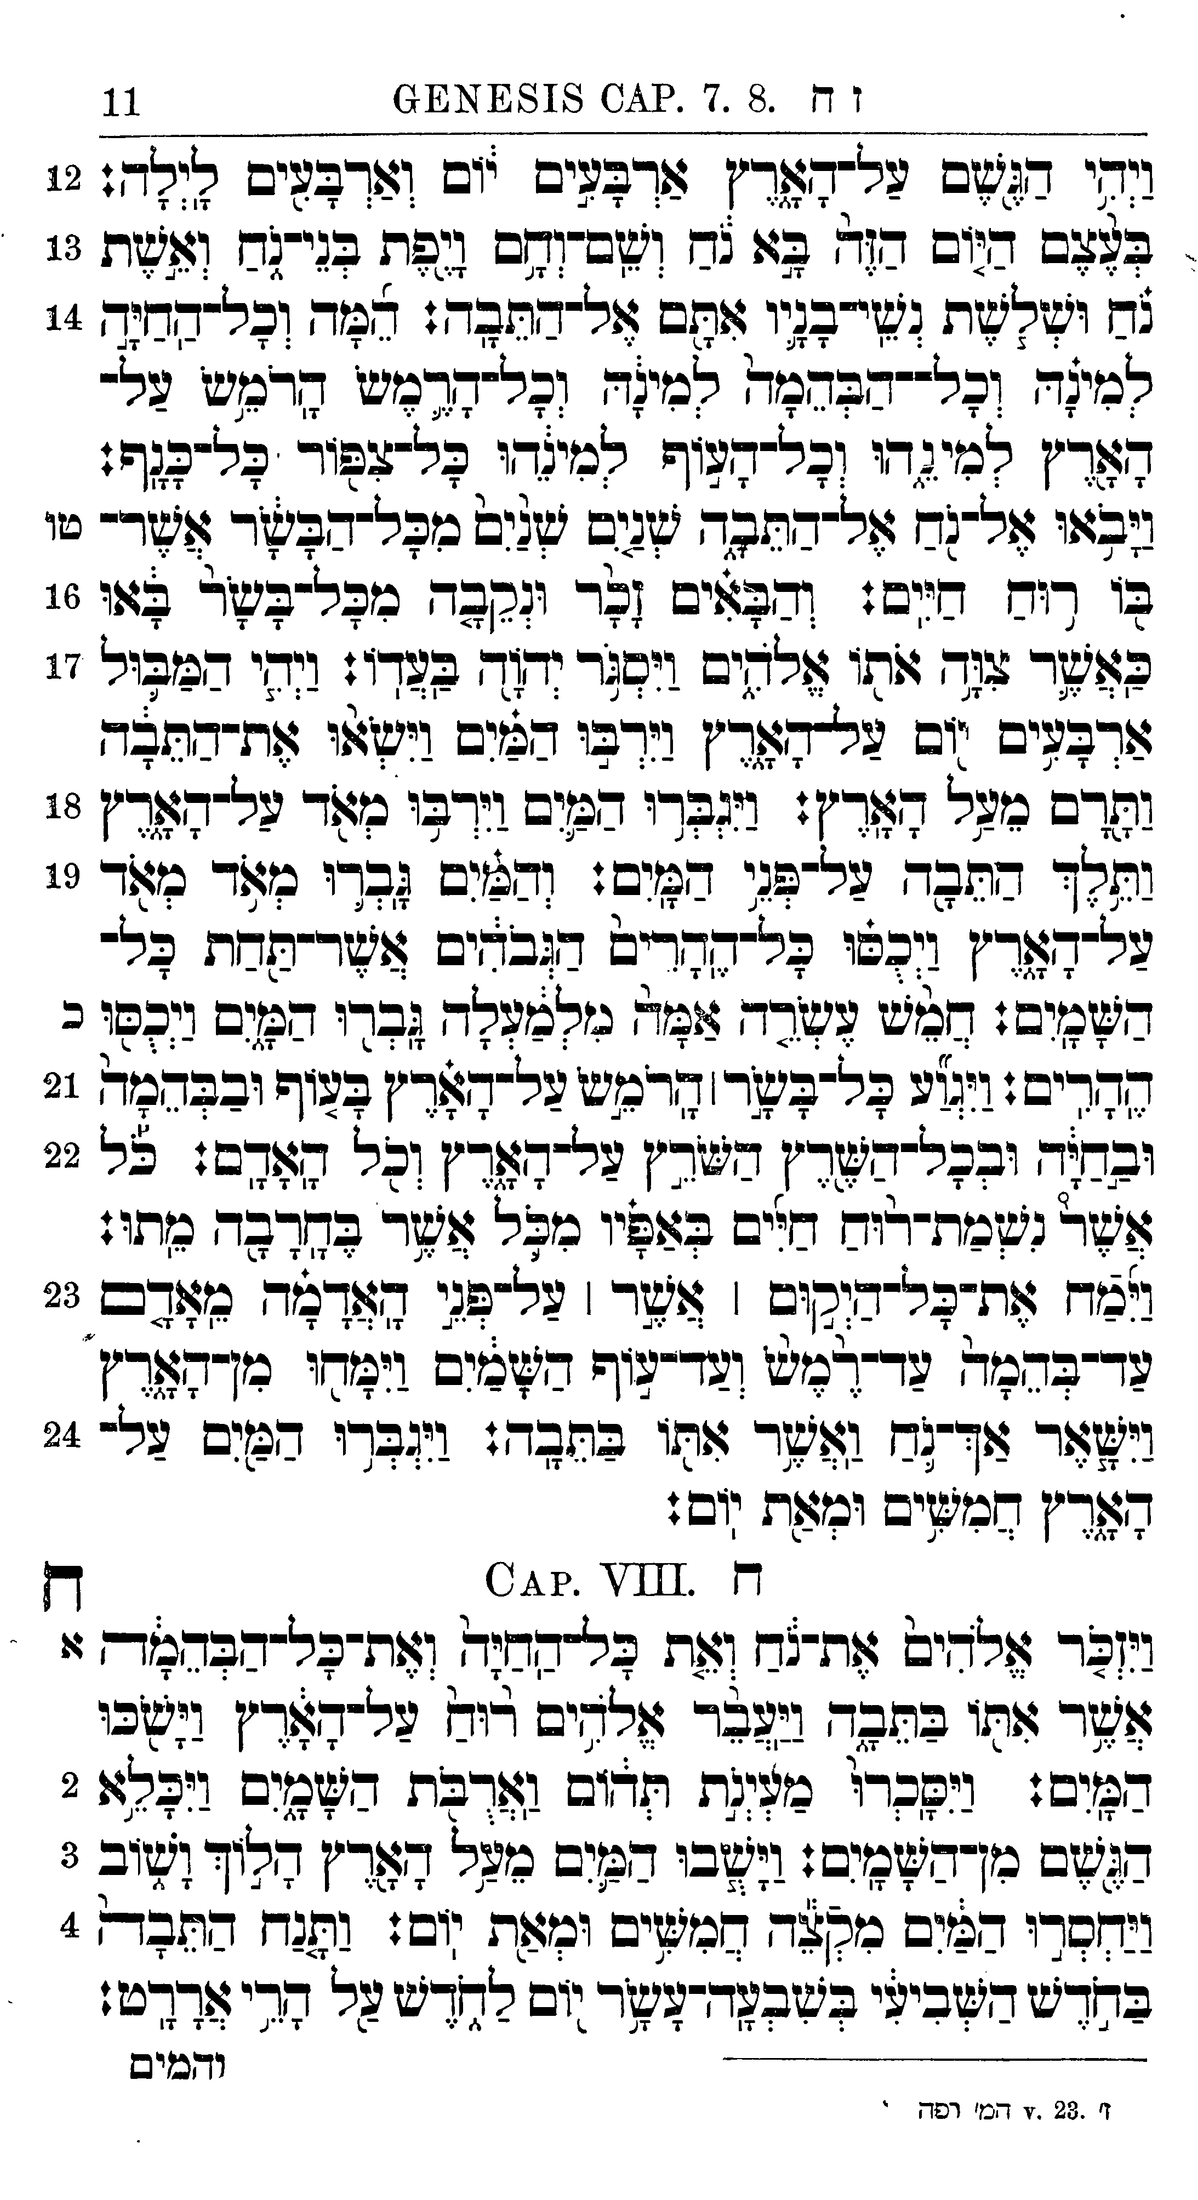 11 GENESIS CAP. 7. 8. ז ח
12 וַיְהִ֥י הַגֶּ֖שֶׁם עַל־הָאָ֑רֶץ אַרְבָּעִ֣ים י֔וֹם וְאַרְבָּעִ֖ים לָֽיְלָה׃
13 בְּעֶ֨צֶם הַיּ֤וֹם הַזֶּה֙ בָּ֣א נֹ֔חַ וְשֵׁם־וְחָ֥ם וָיֶ֖פֶת בְּנֵי־נֹ֑חַ וְאֵ֣שֶׁת
14 נֹ֗חַ וּשְׁלֹ֧שֶׁת נְשֵֽׁי־בָנָ֛יו אִתָּ֖ם אֶל־הַתֵּבָֽה׃ הֵ֜מָּה וְכָל־הַֽחַיָּ֣ה
לְמִינָ֗הּ וְכָל־הַבְּהֵמָה֙ לְמִינָ֔הּ וְכָל־הָרֶ֛מֶשׂ הָֽרֹמֵ֥שׂ עַל־
הָאָ֖רֶץ לְמִינֵ֑הוּ וְכָל־הָע֣וֹף לְמִינֵ֔הוּ כָּל־צִפּ֖וֹר כָּל־כָּנָֽף׃
טו וַיָּבֹ֥אוּ אֶל־נֹ֖חַ אֶל־הַתֵּבָ֑ה שְׁנַ֤יִם שְׁנַ֙יִם֙ מִכָּל־הַבָּשָׂ֔ר אֲשֶׁר־
16 בּ֖וֹ ר֥וּחַ חַיִּֽים׃ וְהַבָּאִ֗ים זָכָ֨ר וּנְקֵבָ֤ה מִכָּל־בָּשָׂר֙ בָּ֔אוּ
17 כַּֽאֲשֶׁ֛ר צִוָּ֥ה אֹת֖וֹ אֱלֹהִ֑ים וַיִּסְגֹּ֥ר יְהוָֹ֖ה בַּֽעֲדֽוֹ׃ וַיְהִ֧י הַמַּבּ֛וּל
אַרְבָּעִ֥ים י֖וֹם עַל־הָאָ֑רֶץ וַיִּרְבּ֣וּ הַמַּ֗יִם וַיִּשְׂאוּ֙ אֶת־הַתֵּבָ֔ה
18 וַתָּ֖רָם מֵעַ֥ל הָאָֽרֶץ׃ וַיִּגְבְּר֥וּ הַמַּ֛יִם וַיִּרְבּ֥וּ מְאֹ֖ד עַל־הָאָ֑רֶץ
19 וַתֵּ֥לֶךְ הַתֵּבָ֖ה עַל־פְּנֵ֥י הַמָּֽיִם׃ וְהַמַּ֗יִם גָּֽבְר֛וּ מְאֹ֥ד מְאֹ֖ד
עַל־הָאָ֑רֶץ וַיְכֻסּ֗וּ כָּל־הֶֽהָרִים֙ הַגְּבֹהִ֔ים אֲשֶׁר־תַּ֖חַת כָּל־
כ הַשָּׁמָֽיִם׃ חֲמֵ֨שׁ עֶשְׂרֵ֤ה אַמָּה֙ מִלְמַ֔עְלָה גָּֽבְר֖וּ הַמָּ֑יִם וַיְכֻסּ֖וּ
21 הֶֽהָרִֽים׃ וַיִּגְוַ֞ע כָּל־בָּשָׂ֣ר׀ הָֽרֹמֵ֣שׂ עַל־הָאָ֗רֶץ בָּע֤וֹף וּבַבְּהֵמָה֙
22 וּבַ֣חַיָּ֔ה וּבְכָל־הַשֶּׁ֖רֶץ הַשֹּׁרֵ֣ץ עַל־הָאָ֑רֶץ וְכֹ֖ל הָֽאָדָֽם׃ כֹּ֡ל
אֲשֶׁר֩ נִשְׁמַת־ר֨וּחַ חַיִּ֜ים בְּאַפָּ֗יו מִכֹּ֛ל אֲשֶׁ֥ר בֶּחָֽרָבָ֖ה מֵֽתוּ׃
23 וַיִּ֜מַח אֶֽת־כָּל־הַיְק֣וּם ׀ אֲשֶׁ֣ר ׀ עַל־פְּנֵ֣י הָֽאֲדָמָ֗ה מֵֽאָדָ֤ם
עַד־בְּהֵמָה֙ עַד־רֶ֙מֶשׂ֙ וְעַד־ע֣וֹף הַשָּׁמַ֔יִם וַיִּמָּח֖וּ מִן־הָאָ֑רֶץ
24 וַיִּשָּׁ֧אֶר אַךְ־נֹ֛חַ וַֽאֲשֶׁ֥ר אִתּ֖וֹ בַּתֵּבָֽה׃ וַיִּגְבְּר֥וּ הַמַּ֖יִם עַל־
הָאָ֑רֶץ חֲמִשִּׁ֥ים וּמְאַ֖ת יֽוֹם׃
ח CAP. VIII. ח
א וַיִּזְכֹּ֤ר אֱלֹהִים֙ אֶת־נֹ֔חַ וְאֵ֤ת כָּל־הַֽחַיָּה֙ וְאֶת־כָּל־הַבְּהֵמָ֔ה
אֲשֶׁ֥ר אִתּ֖וֹ בַּתֵּבָ֑ה וַיַּֽעֲבֵ֨ר אֱלֹהִ֥ים ר֙וּחַ֙ עַל־הָאָ֔רֶץ וַיָּשֹׁ֖כּוּ
2 הַמָּֽיִם׃ וַיִּסָּֽכְרוּ֙ מַעְיְנֹ֣ת תְּה֔וֹם וַֽאֲרֻבֹּ֖ת הַשָּׁמָ֑יִם וַיִּכָּלֵ֥א
3 הַגֶּ֖שֶׁם מִן־הַשָּׁמָֽיִם׃ וַיָּשֻׁ֧בוּ הַמַּ֛יִם מֵעַ֥ל הָאָ֖רֶץ הָל֣וֹךְ וָשׁ֑וֹב
4 וַיַּחְסְר֣וּ הַמַּ֔יִם מִקְצֵ֕ה חֲמִשִּׁ֥ים וּמְאַ֖ת יֽוֹם׃ וַתָּ֤נַח הַתֵּבָה֙
בַּחֹ֣דֶשׁ הַשְּׁבִיעִ֔י בְּשִׁבְעָֽה־עָשָׂ֥ר י֖וֹם לַחֹ֑דֶשׁ עַ֖ל הָרֵ֥י אֲרָרָֽט׃
והמים
ז׳ v. 23. המ׳ רפה